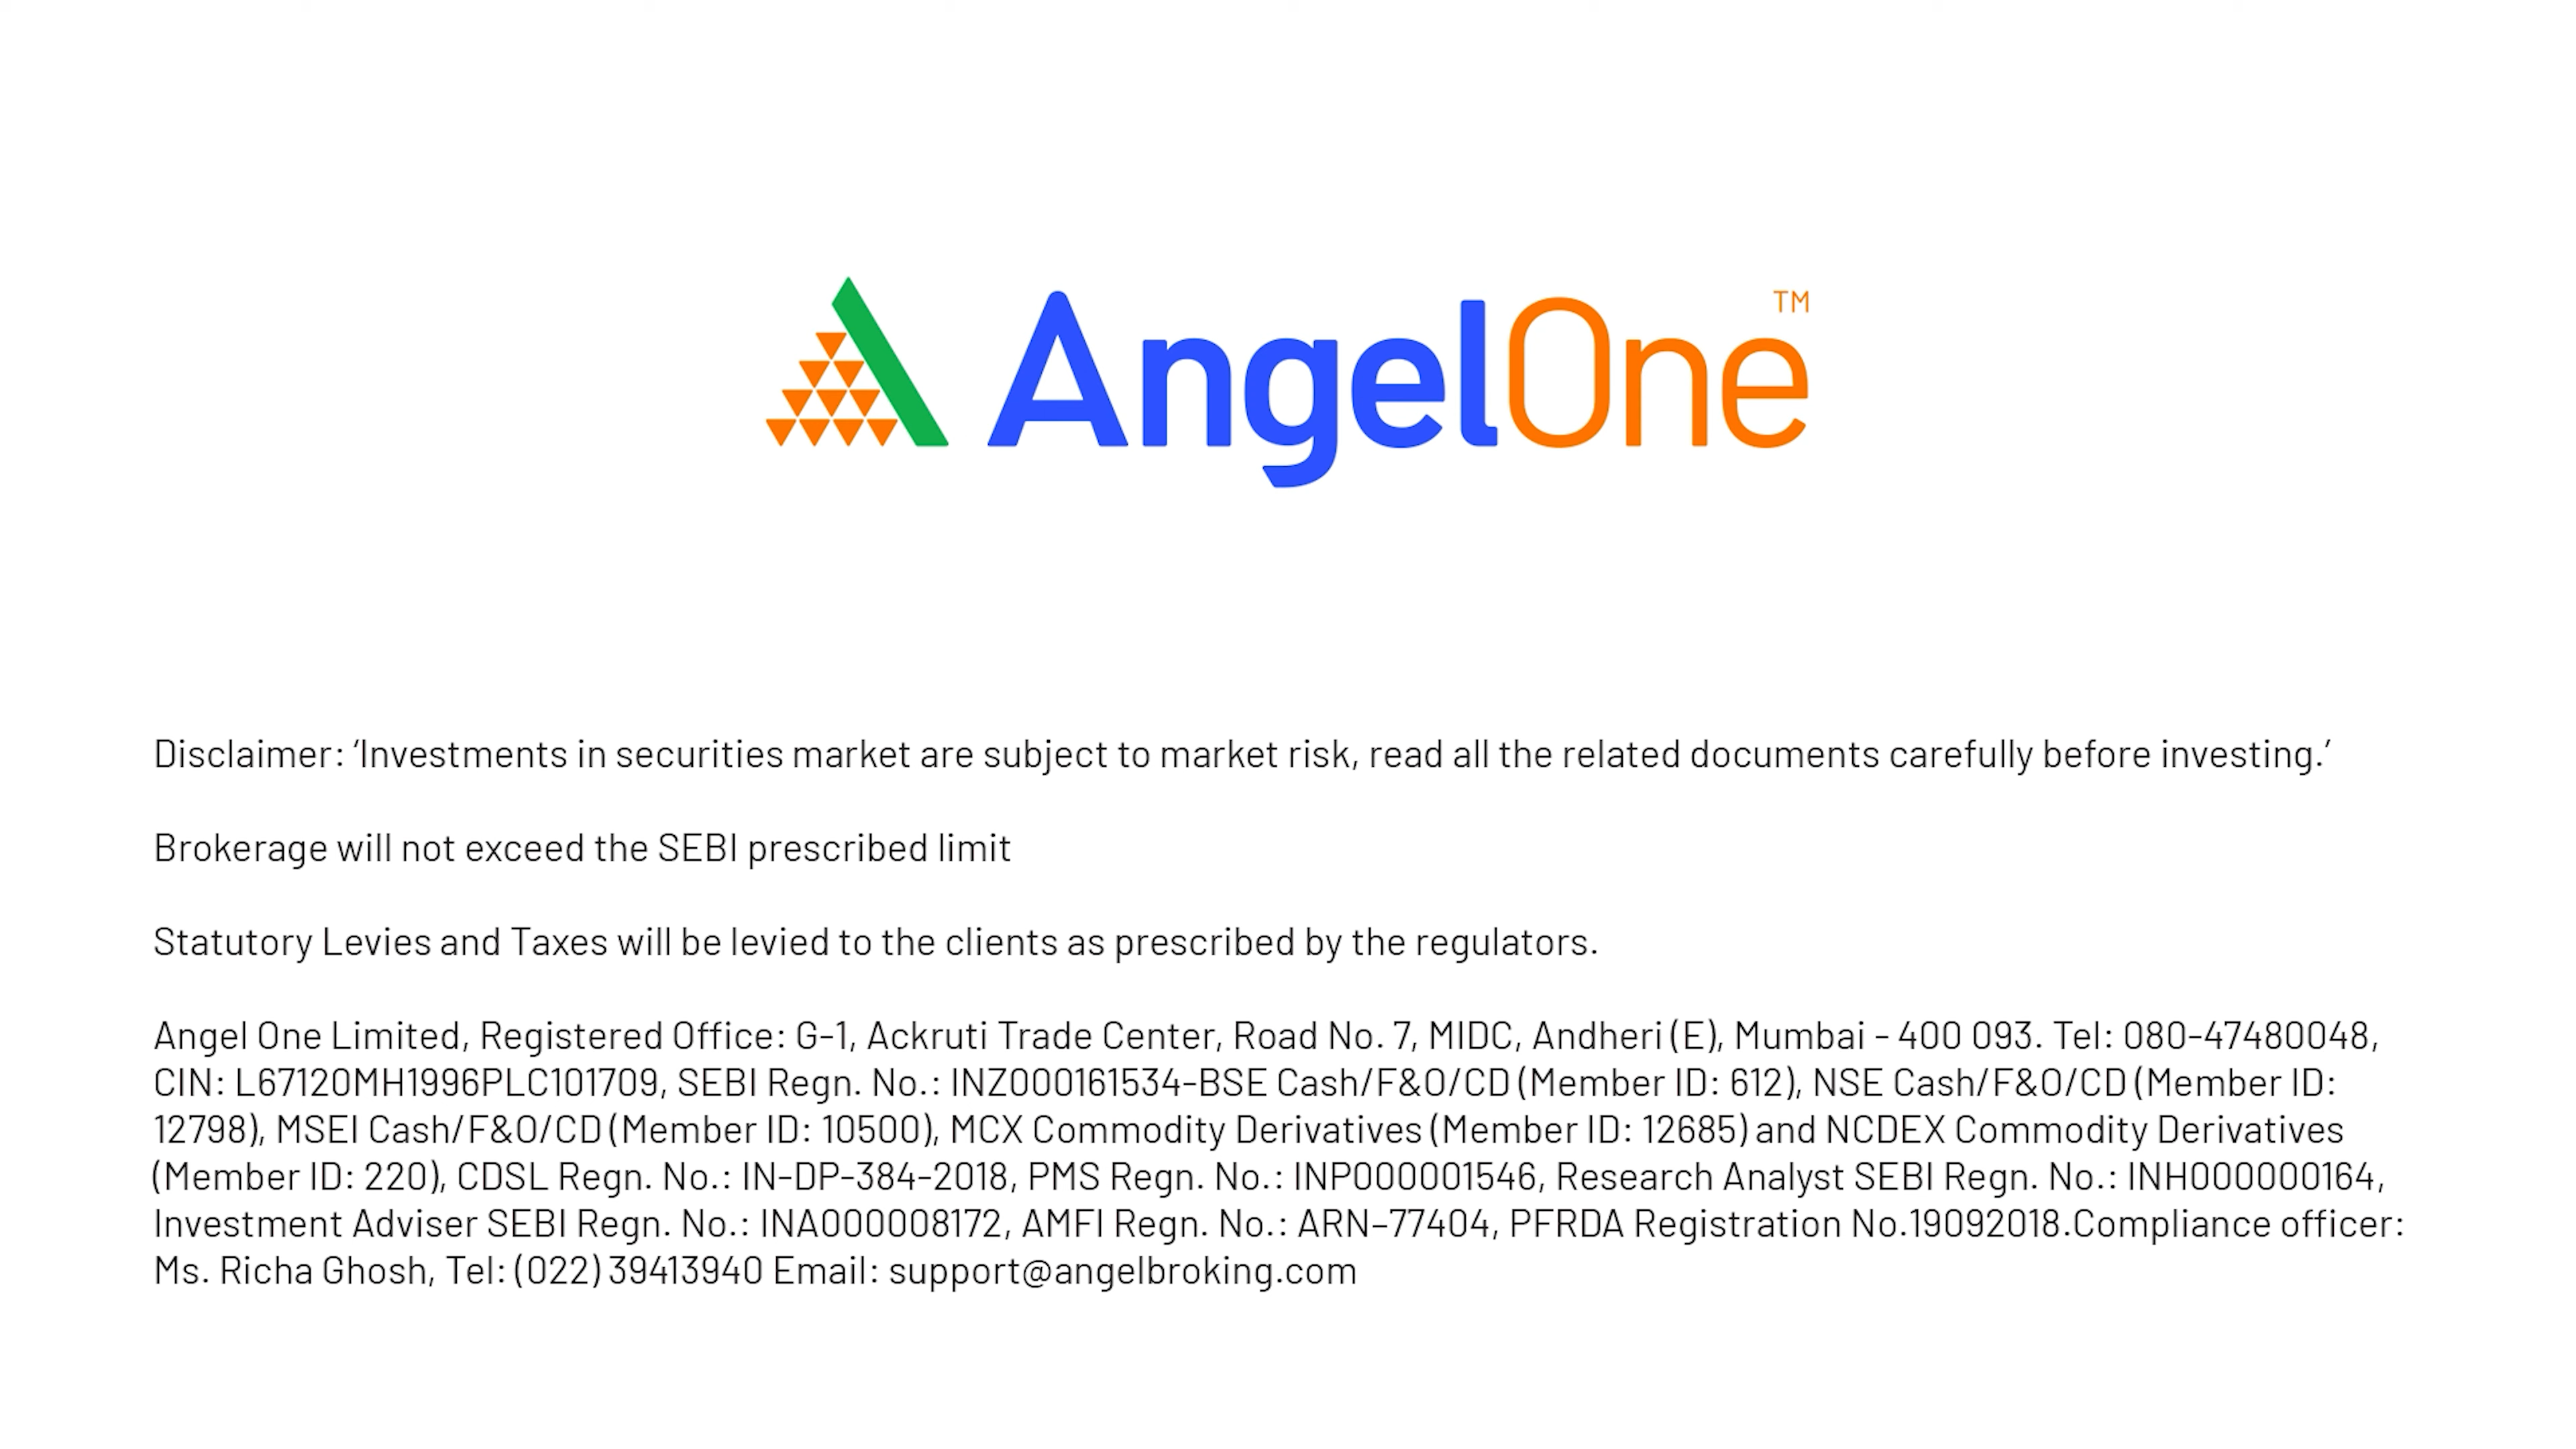 AngelOne™
Disclaimer: ‘Investments in securities market are subject to market risk, read all the related documents carefully before investing.’
Brokerage will not exceed the SEBI prescribed limit
Statutory Levies and Taxes will be levied to the clients as prescribed by the regulators.
Angel One Limited, Registered Office: G-1, Ackruti Trade Center, Road No. 7, MIDC, Andheri (E), Mumbai - 400 093. Tel: 080-47480048,
CIN: L67120MH1996PLC101709, SEBI Regn. No.: INZ000161534-BSE Cash/F&O/CD (Member ID: 612), NSE Cash/F&O/CD (Member ID:
12798), MSEI Cash/F&O/CD (Member ID: 10500), MCX Commodity Derivatives (Member ID: 12685) and NCDEX Commodity Derivatives
(Member ID: 220), CDSL Regn. No.: IN-DP-384-2018, PMS Regn. No.: INP000001546, Research Analyst SEBI Regn. No.: INH000000164,
Investment Adviser SEBI Regn. No.: INA000008172, AMFI Regn. No.: ARN–77404, PFRDA Registration No.19092018.Compliance officer:
Ms. Richa Ghosh, Tel: (022) 39413940 Email: support@angelbroking.com